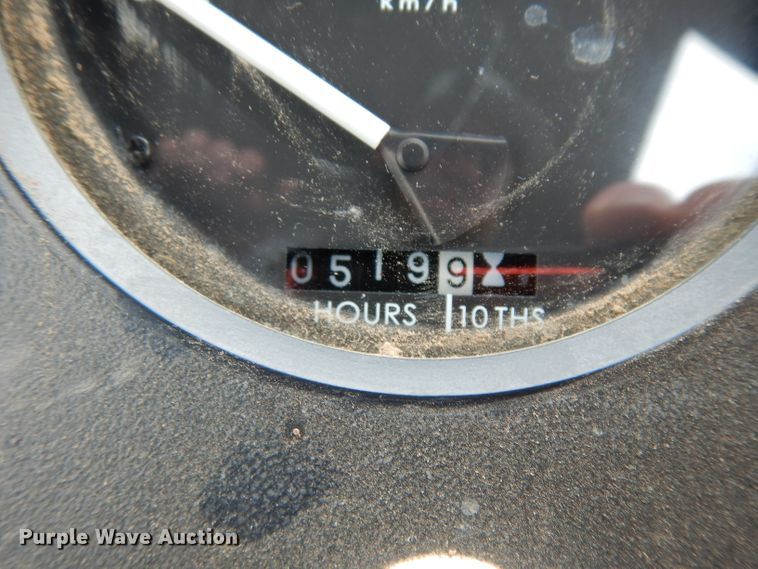 km/h
05199
HOURS 10THS
Purple Wave Auction